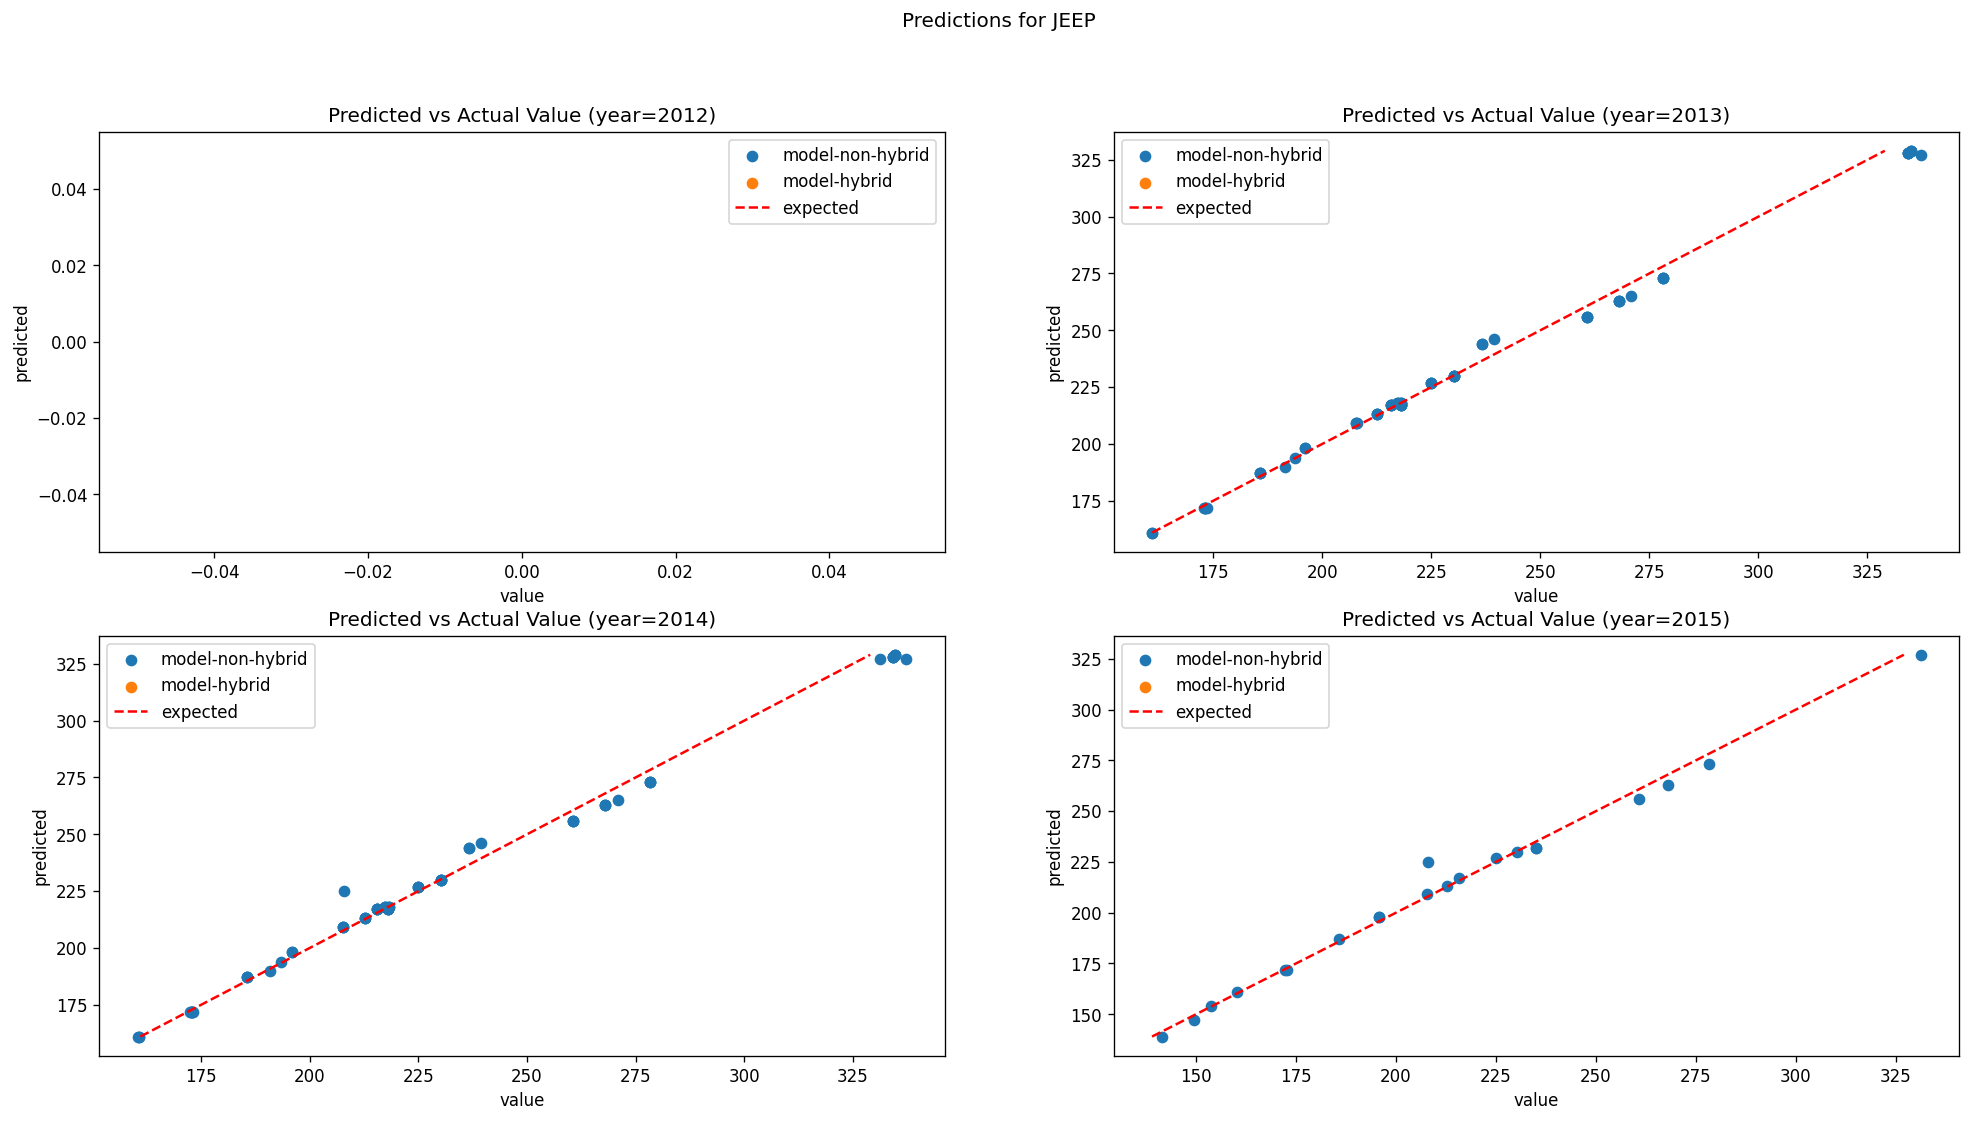 Predictions for JEEP
Predicted vs Actual Value (year=2012)
model-non-hybrid
model-hybrid
expected
0.04
0.02
0.00
−0.02
−0.04
predicted
−0.04 −0.02 0.00 0.02 0.04
value
Predicted vs Actual Value (year=2013)
model-non-hybrid
model-hybrid
expected
325
300
275
250
225
200
175
predicted
175 200 225 250 275 300 325
value
Predicted vs Actual Value (year=2014)
model-non-hybrid
model-hybrid
expected
325
300
275
250
225
200
175
predicted
175 200 225 250 275 300 325
value
Predicted vs Actual Value (year=2015)
model-non-hybrid
model-hybrid
expected
325
300
275
250
225
200
175
150
predicted
150 175 200 225 250 275 300 325
value